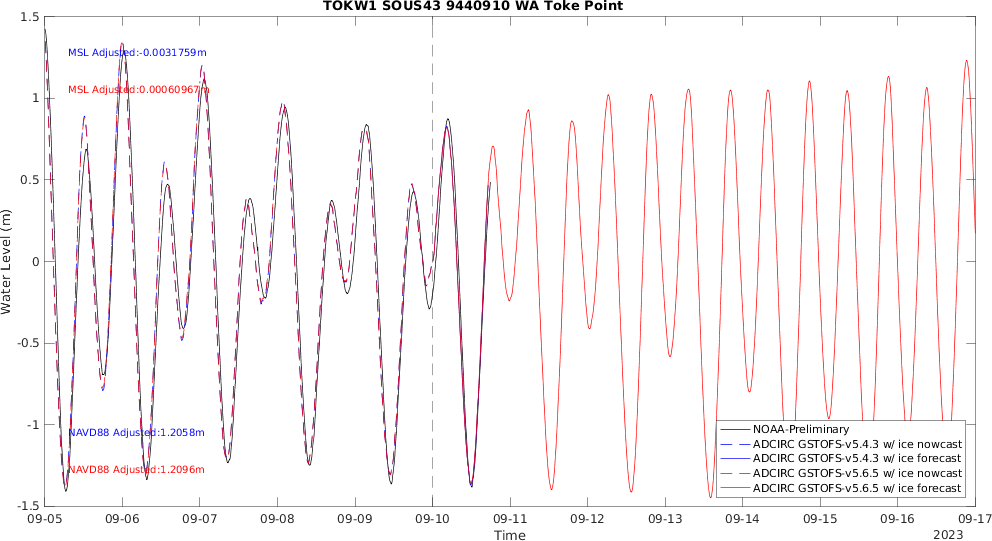 TOKW1 SOUS43 9440910 WA Toke Point
1.5
1
0.5
0
-0.5
-1
-1.5
Water Level (m)
MSL Adjusted:-0.0031759m
MSL Adjusted:0.00060967m
NAVD88 Adjusted:1.2058m
NAVD88 Adjusted:1.2096m
NOAA-Preliminary
ADCIRC GSTOFS-v5.4.3 w/ ice nowcast
ADCIRC GSTOFS-v5.4.3 w/ ice forecast
ADCIRC GSTOFS-v5.6.5 w/ ice nowcast
ADCIRC GSTOFS-v5.6.5 w/ ice forecast
09-05 09-06 09-07 09-08 09-09 09-10 09-11 09-12 09-13 09-14 09-15 09-16 09-17
Time
2023